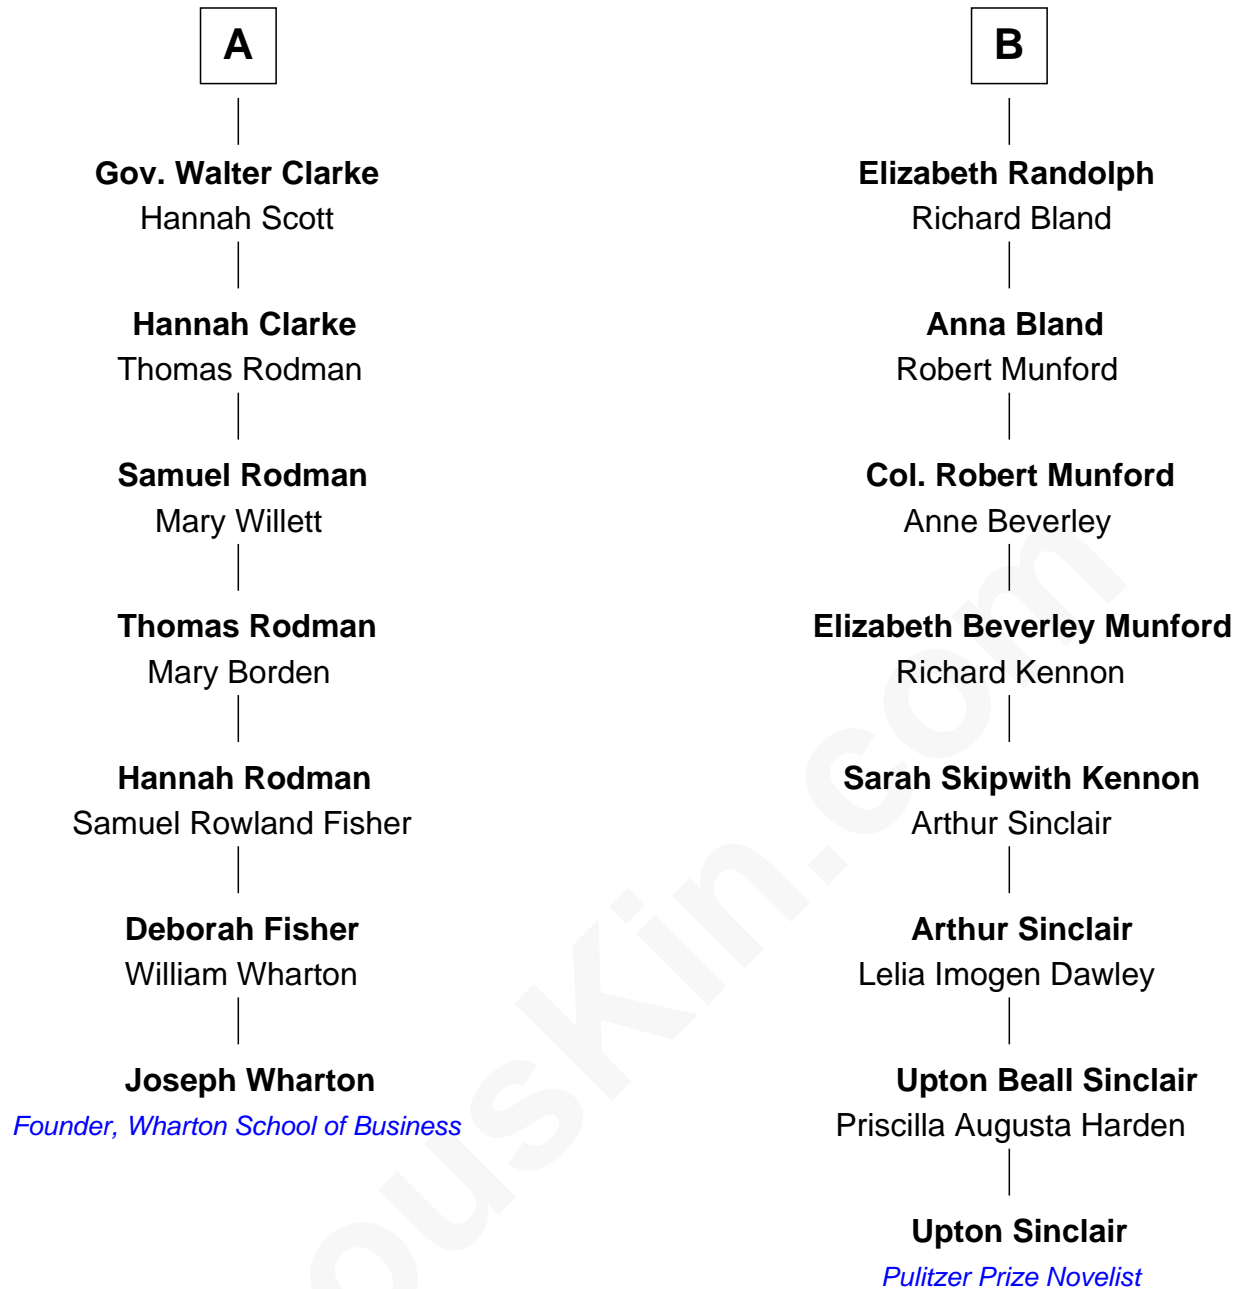 A
Gov. Walter Clarke
Hannah Scott
Hannah Clarke
Thomas Rodman
Samuel Rodman
Mary Willett
Thomas Rodman
Mary Borden
Hannah Rodman
Samuel Rowland Fisher
Deborah Fisher
William Wharton
Joseph Wharton
Founder, Wharton School of Business
B
Elizabeth Randolph
Richard Bland
Anna Bland
Robert Munford
Col. Robert Munford
Anne Beverley
Elizabeth Beverley Munford
Richard Kennon
Sarah Skipwith Kennon
Arthur Sinclair
Arthur Sinclair
Lelia Imogen Dawley
Upton Beall Sinclair
Priscilla Augusta Harden
Upton Sinclair
Pulitzer Prize Novelist
ousKin.com